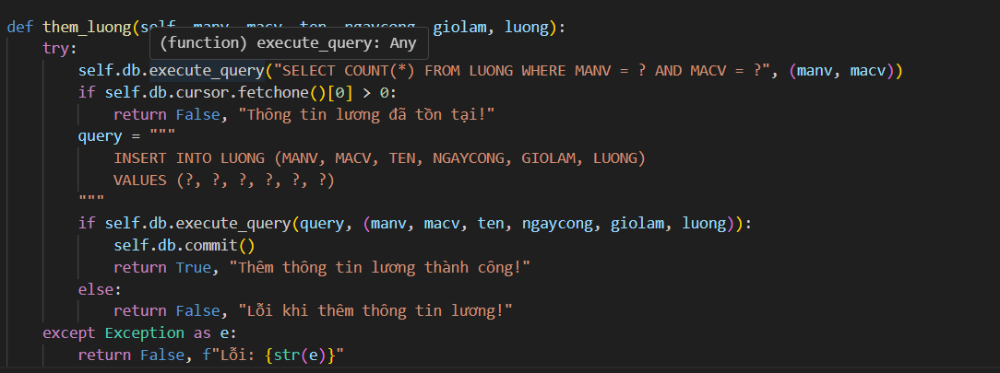 def them_luong(self, manv, macv, ten, ngaycong, giolam, luong):
(function) execute_query: Any
try:
self.db.execute_query("SELECT COUNT(*) FROM LUONG WHERE MANV = ? AND MACV = ?", (manv, macv))
if self.db.cursor.fetchone()[0] > 0:
return False, "Thông tin lương đã tồn tại!"
query = """
INSERT INTO LUONG (MANV, MACV, TEN, NGAYCONG, GIOLAM, LUONG)
VALUES (?, ?, ?, ?, ?, ?)
"""
if self.db.execute_query(query, (manv, macv, ten, ngaycong, giolam, luong)):
self.db.commit()
return True, "Thêm thông tin lương thành công!"
else:
return False, "Lỗi khi thêm thông tin lương!"
except Exception as e:
return False, f"Lỗi: {str(e)}"